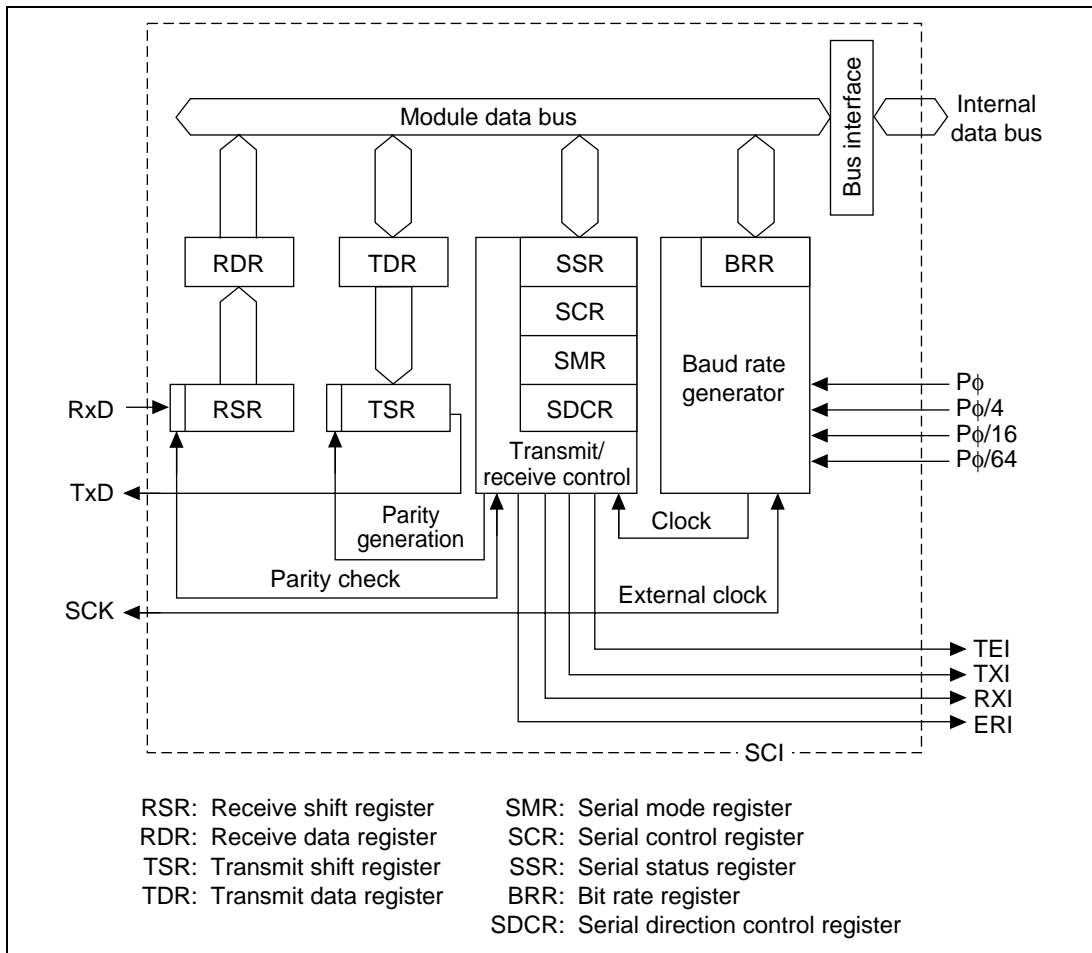 Bus interface
Module data bus
Internal
data bus
RDR
TDR
SSR
BRR
SCR
SMR
Baud rate
generator
RxD
RSR
TSR
SDCR
Pϕ
Pϕ/4
Pϕ/16
Pϕ/64
Transmit/
receive control
TxD
Parity
generation
Clock
Parity check
SCK
External clock
TEI
TXI
RXI
ERI
SCI
RSR: Receive shift register
RDR: Receive data register
TSR: Transmit shift register
TDR: Transmit data register
SMR: Serial mode register
SCR: Serial control register
SSR: Serial status register
BRR: Bit rate register
SDCR: Serial direction control register